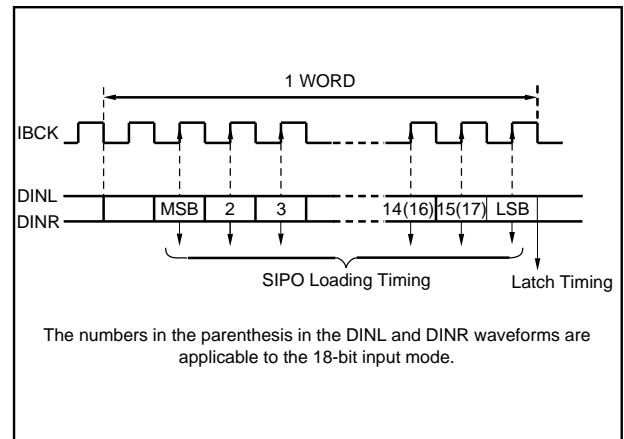 1 WORD
IBCK
DINL
DINR
MSB 2 3 14(16) 15(17) LSB
SIPO Loading Timing
Latch Timing
The numbers in the parenthesis in the DINL and DINR waveforms are
applicable to the 18-bit input mode.